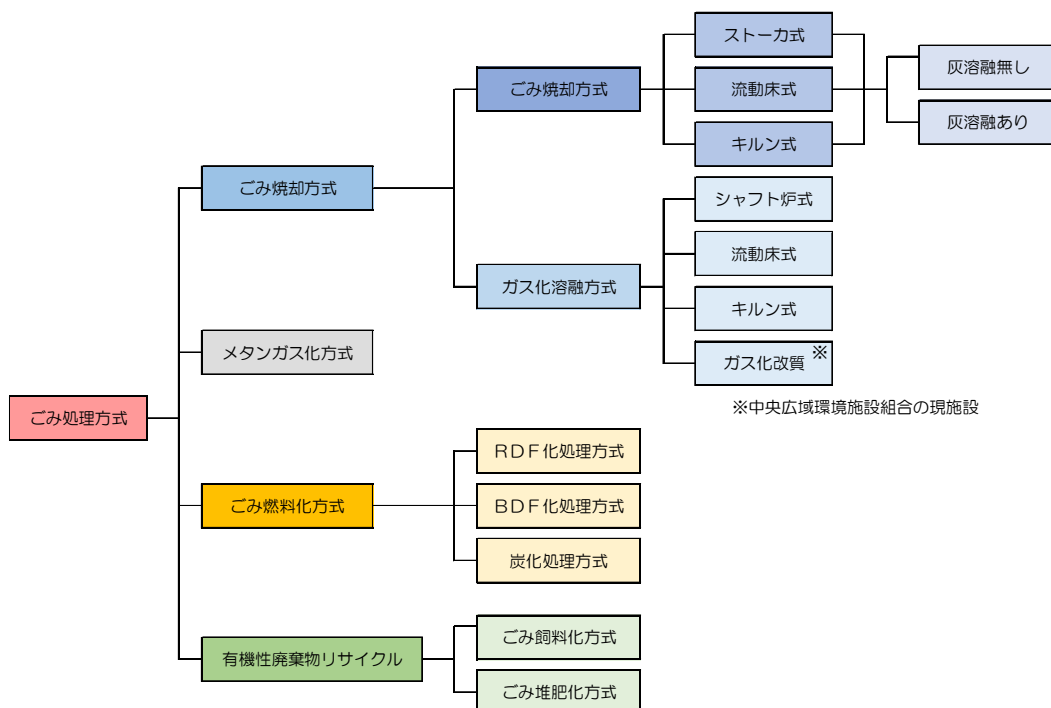 ごみ処理方式
ごみ焼却方式
ごみ焼却方式
ストーカ式
流動床式
キルン式
灰溶融無し
灰溶融あり
ガス化溶融方式
シャフト炉式
流動床式
キルン式
ガス化改質※
※中央広域環境施設組合の現施設
メタンガス化方式
ごみ燃料化方式
ＲＤＦ化処理方式
ＢＤＦ化処理方式
炭化処理方式
有機性廃棄物リサイクル
ごみ飼料化方式
ごみ堆肥化方式